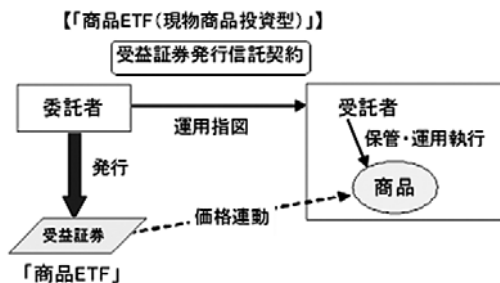 【「商品ETF(現物商品投資型)」】
受益証券発行信託契約
委託者
受託者
運用指図
保管・運用執行
発行
商品
価格連動
受益証券
「商品ETF」